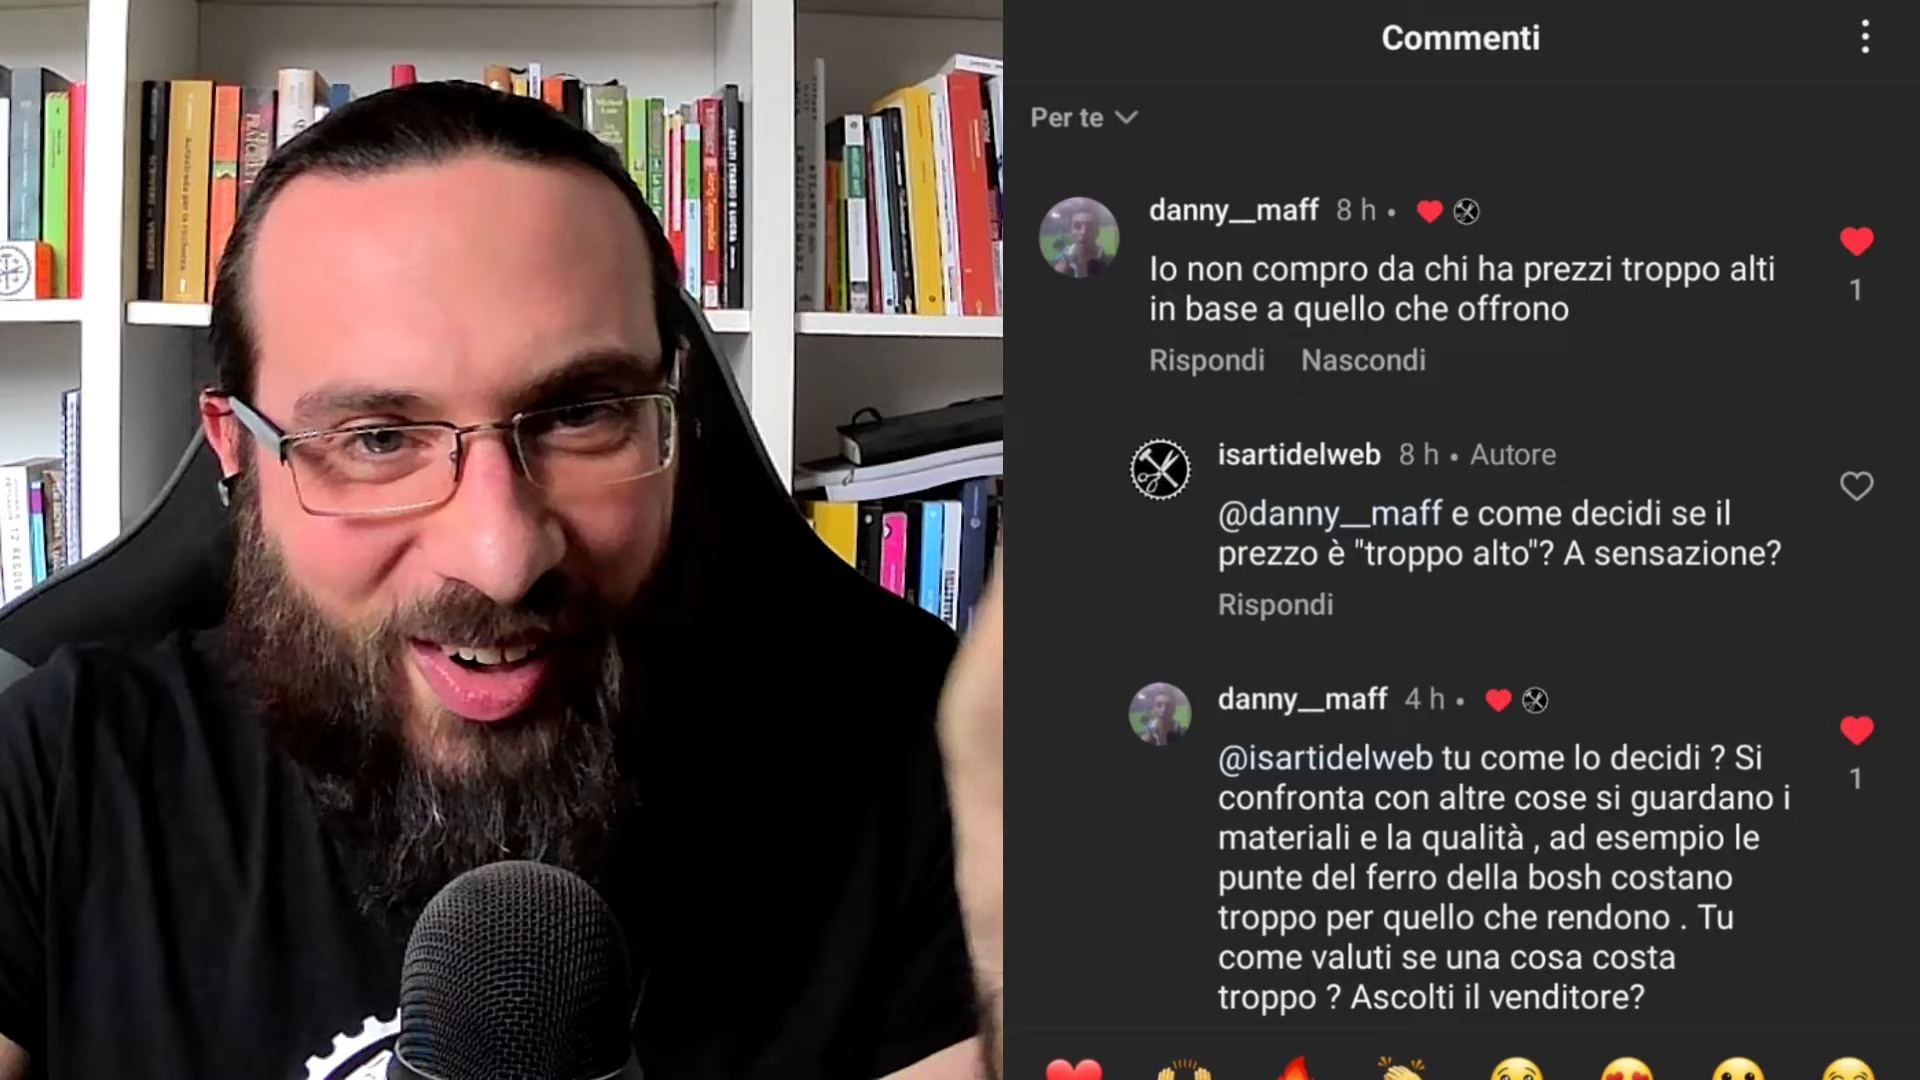 Commenti
Per te
danny__maff 8 h •
Io non compro da chi ha prezzi troppo alti
in base a quello che offrono
1
Rispondi Nascondi
isartidelweb 8 h • Autore
@danny__maff e come decidi se il
prezzo è "troppo alto"? A sensazione?
Rispondi
danny__maff 4 h •
@isartidelweb tu come lo decidi ? Si
confronta con altre cose si guardano i
materiali e la qualità , ad esempio le
punte del ferro della bosh costano
troppo per quello che rendono . Tu
come valuti se una cosa costa
troppo ? Ascolti il venditore?
1